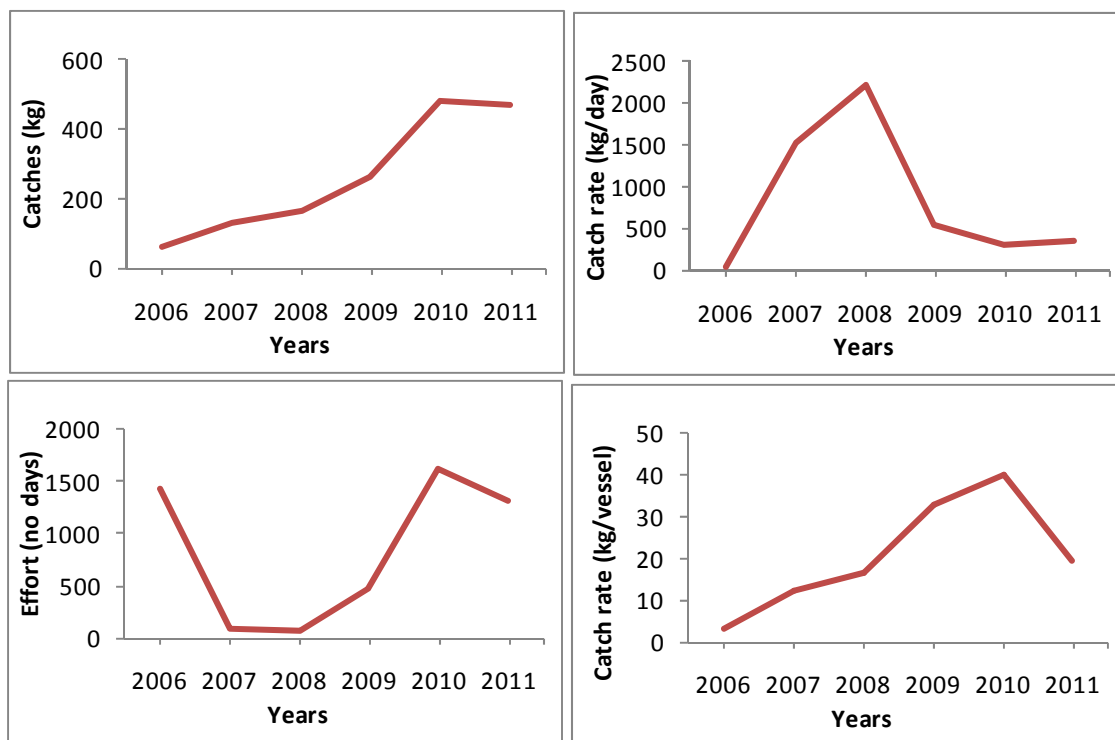 Catches (kg)
600
400
200
0
2006 2007 2008 2009 2010 2011
Years
Catch rate (kg/day)
2500
2000
1500
1000
500
0
2006 2007 2008 2009 2010 2011
Years
Effort (no days)
2000
1500
1000
500
0
2006 2007 2008 2009 2010 2011
Years
Catch rate (kg/vessel)
50
40
30
20
10
0
2006 2007 2008 2009 2010 2011
Years